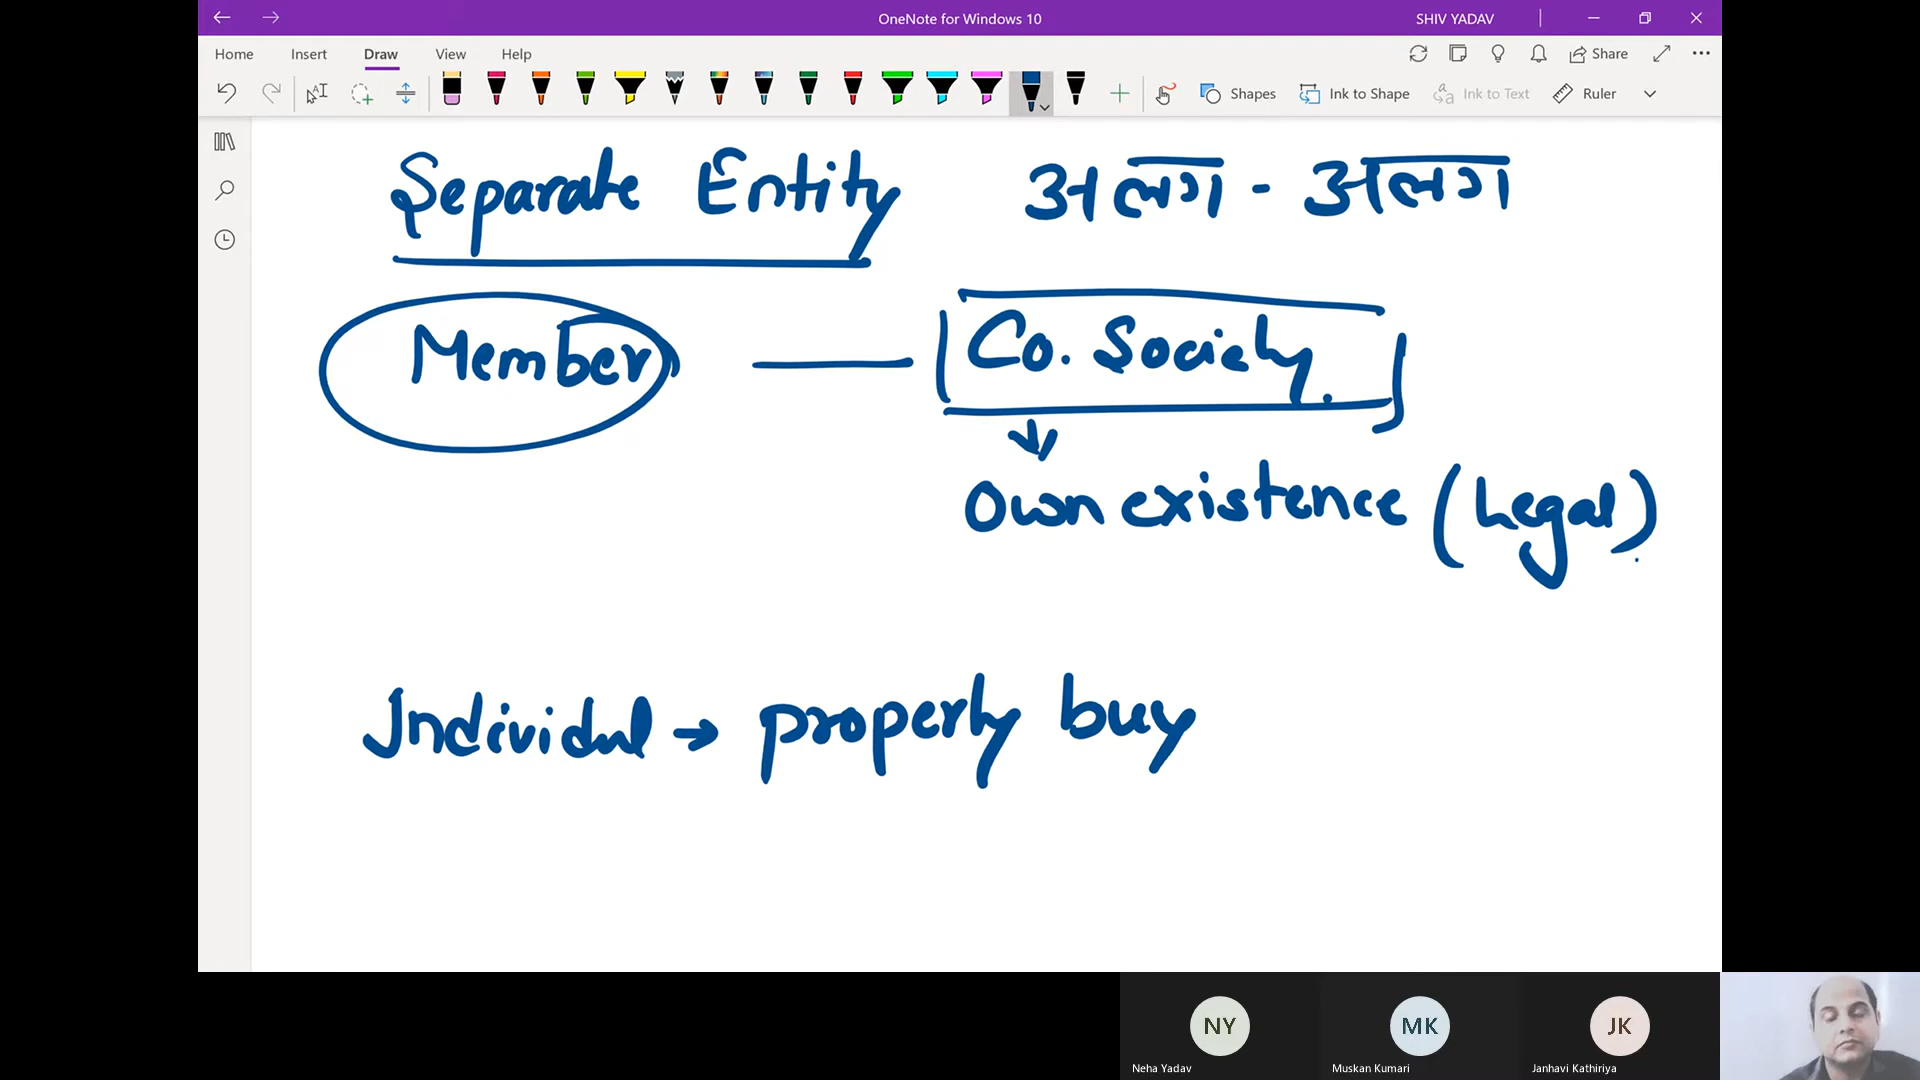 OneNote for Windows 10
SHIV YADAV
Home Insert Draw View Help
Share
Shapes Ink to Shape Ink to Text Ruler
Separate Entity अलग - अलग
Member Co. Society.
Own existence (Legal)
Individul → property buy
NY MK JK
Neha Yadav Muskan Kumari Janhavi Kathiriya